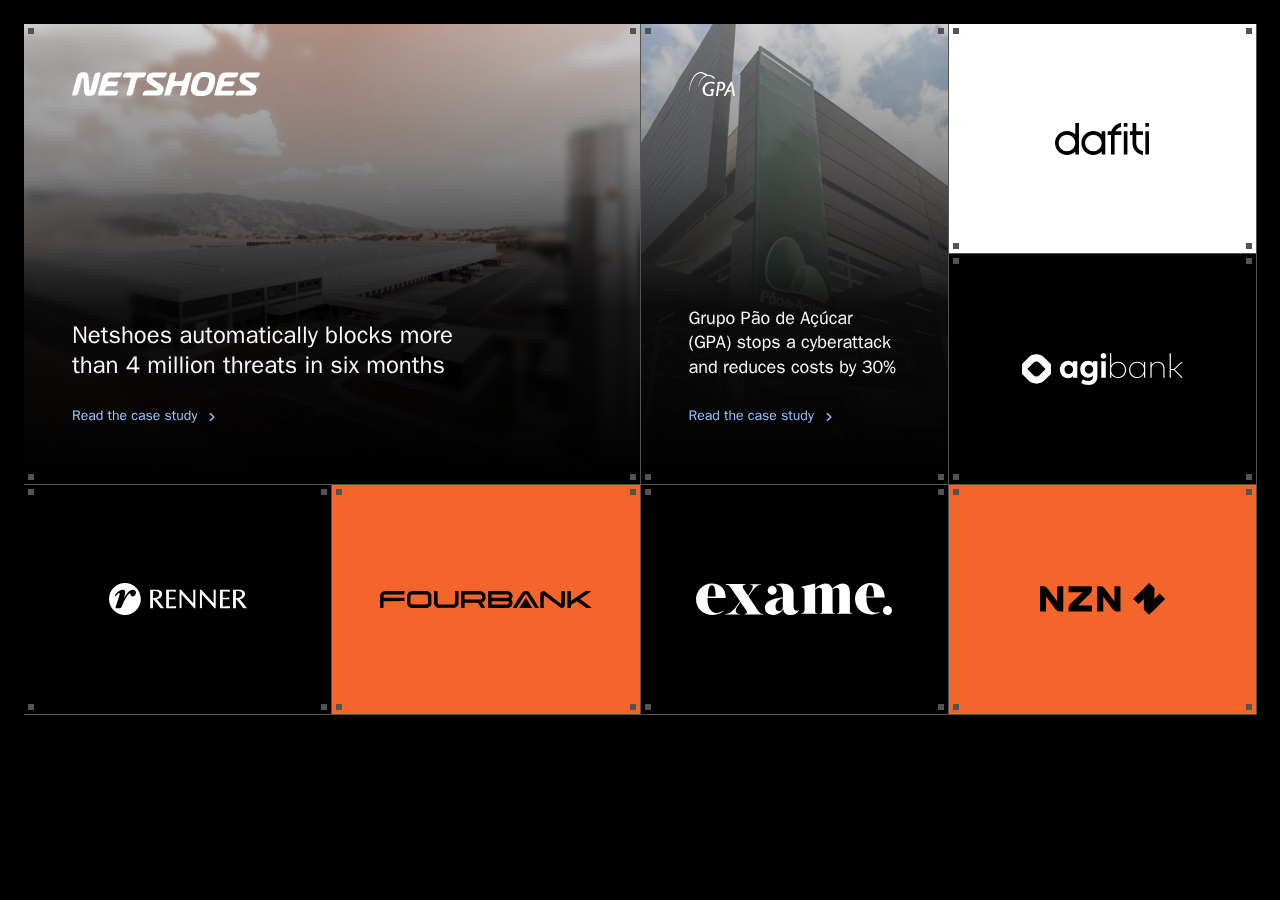 NETSHOES
Netshoes automatically blocks more
than 4 million threats in six months
Read the case study
GPA
Grupo Pão de Açúcar
(GPA) stops a cyberattack
and reduces costs by 30%
Read the case study
dafiti
agibank
r RENNER
FOURBANK
exame.
NZN